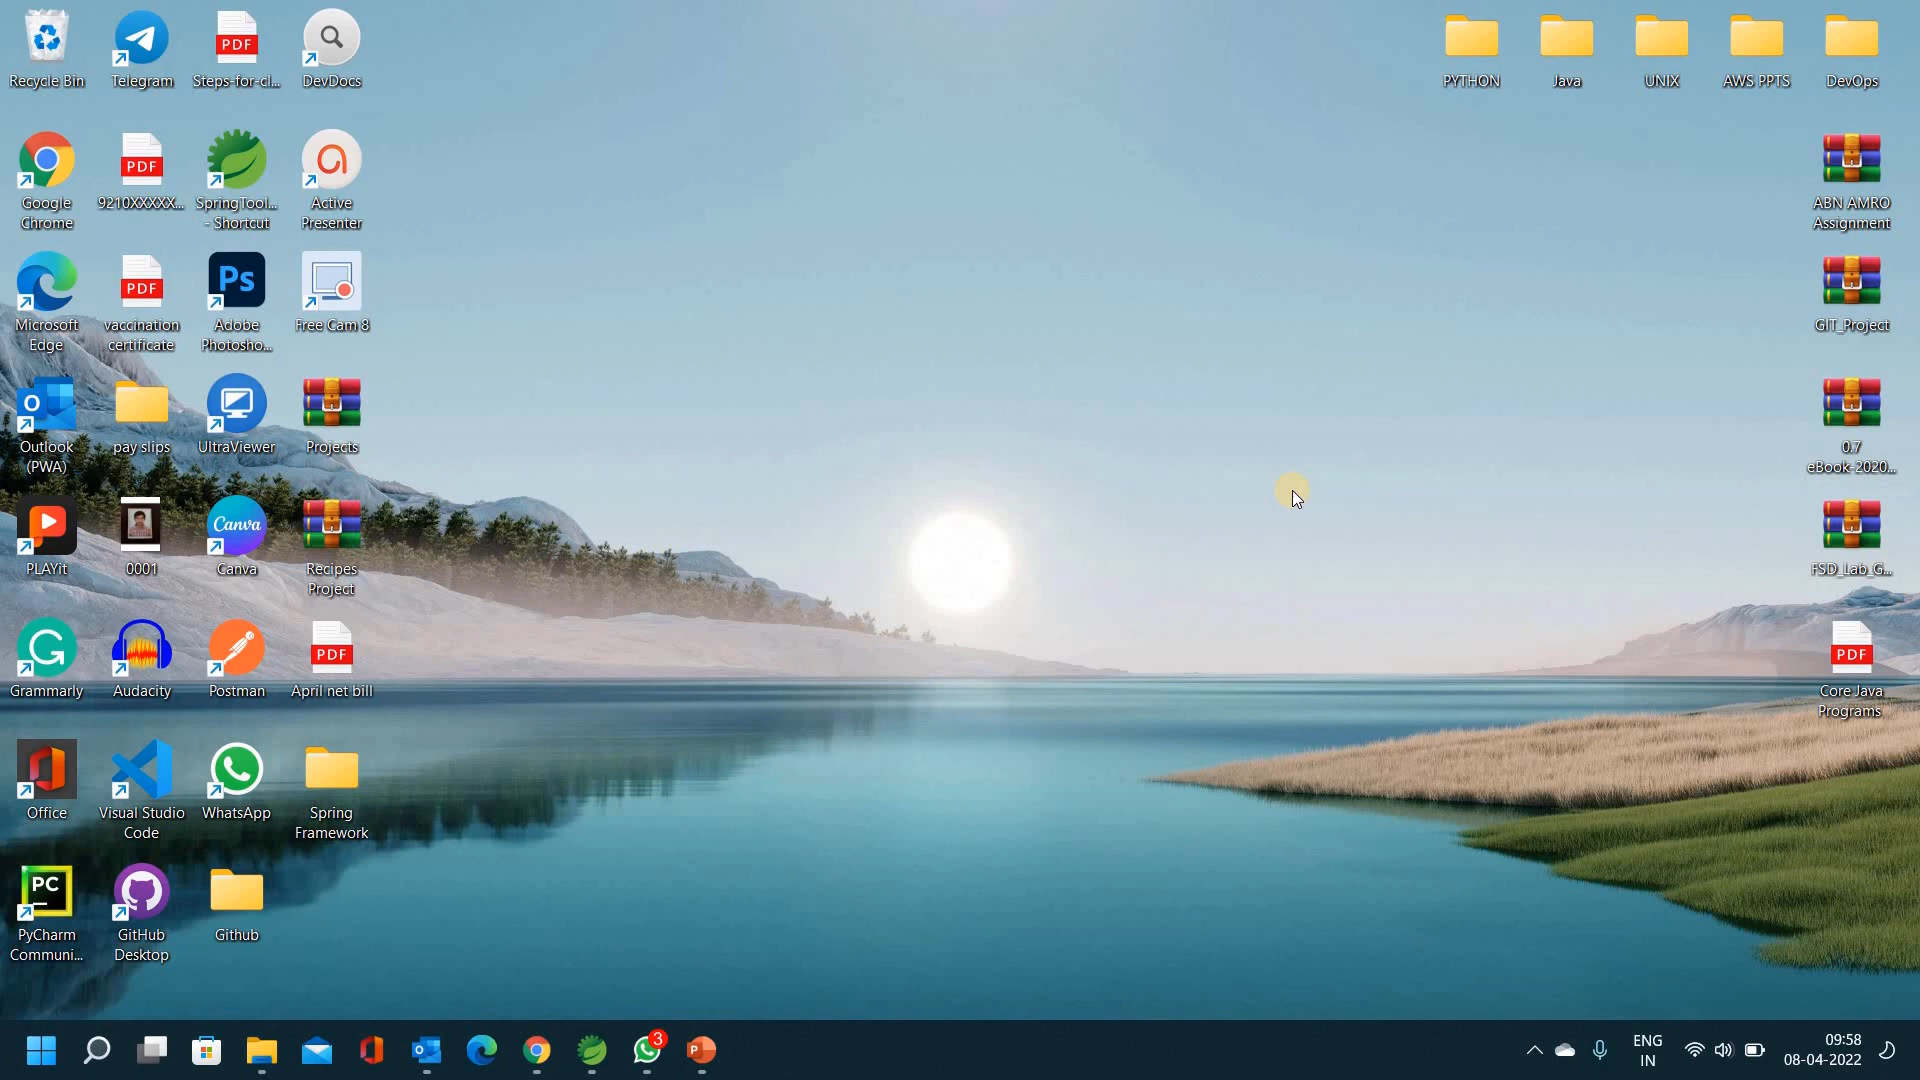 Recycle Bin
Telegram
PDF
Steps-for-cl...
DevDocs
PYTHON
Java
UNIX
AWS PPTS
DevOps
Google
Chrome
PDF
9210XXXXX...
SpringTool...
- Shortcut
Active
Presenter
ABN AMRO
Assignment
Microsoft
Edge
PDF
vaccination
certificate
Ps
Adobe
Photosho...
Free Cam 8
GIT_Project
O
Outlook
(PWA)
pay slips
UltraViewer
Projects
0.7
eBook-2020...
PLAYit
0001
Canva
Canva
Recipes
Project
FSD_Lab_G...
G
Grammarly
Audacity
Postman
PDF
April net bill
PDF
Core Java
Programs
Office
Visual Studio
Code
WhatsApp
Spring
Framework
PC
PyCharm
Communi...
GitHub
Desktop
Github
3
ENG
IN
09:58
08-04-2022